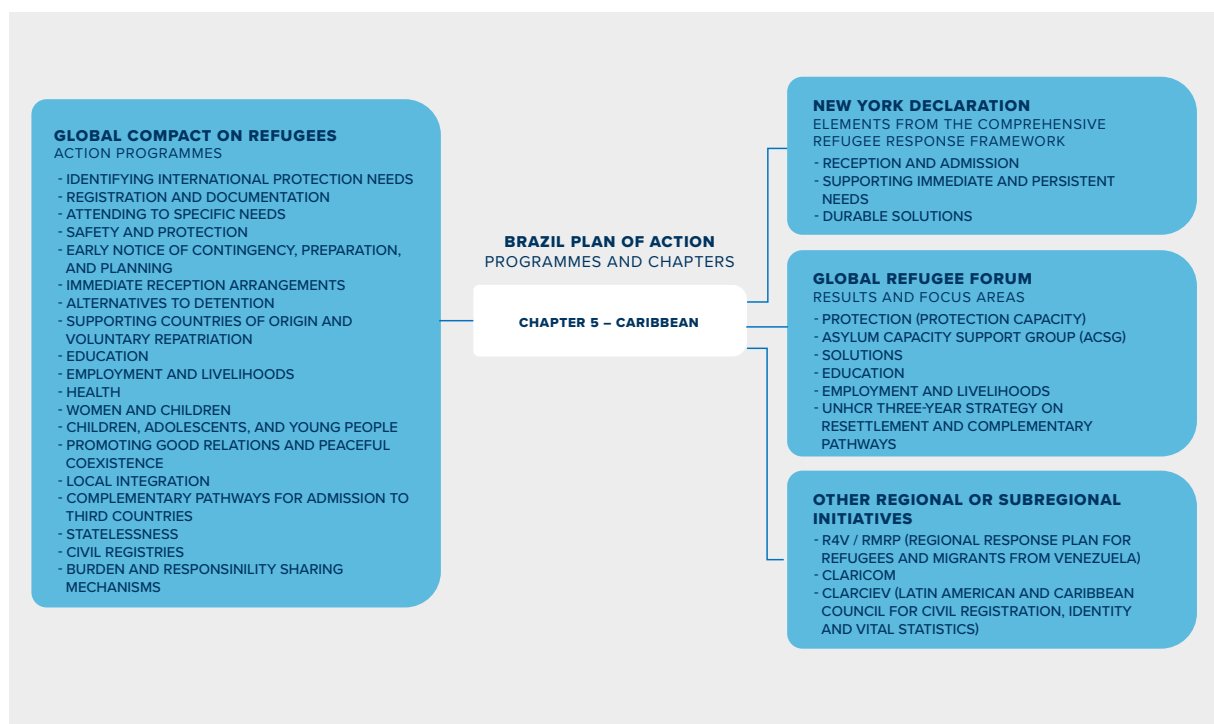 GLOBAL COMPACT ON REFUGEES
ACTION PROGRAMMES
- IDENTIFYING INTERNATIONAL PROTECTION NEEDS
- REGISTRATION AND DOCUMENTATION
- ATTENDING TO SPECIFIC NEEDS
- SAFETY AND PROTECTION
- EARLY NOTICE OF CONTINGENCY, PREPARATION,
AND PLANNING
- IMMEDIATE RECEPTION ARRANGEMENTS
- ALTERNATIVES TO DETENTION
- SUPPORTING COUNTRIES OF ORIGIN AND
VOLUNTARY REPATRIATION
- EDUCATION
- EMPLOYMENT AND LIVELIHOODS
- HEALTH
- WOMEN AND CHILDREN
- CHILDREN, ADOLESCENTS, AND YOUNG PEOPLE
- PROMOTING GOOD RELATIONS AND PEACEFUL
COEXISTENCE
- LOCAL INTEGRATION
- COMPLEMENTARY PATHWAYS FOR ADMISSION TO
THIRD COUNTRIES
- STATELESSNESS
- CIVIL REGISTRIES
- BURDEN AND RESPONSINILITY SHARING
MECHANISMS
BRAZIL PLAN OF ACTION
PROGRAMMES AND CHAPTERS
CHAPTER 5 – CARIBBEAN
NEW YORK DECLARATION
ELEMENTS FROM THE COMPREHENSIVE
REFUGEE RESPONSE FRAMEWORK
- RECEPTION AND ADMISSION
- SUPPORTING IMMEDIATE AND PERSISTENT
NEEDS
- DURABLE SOLUTIONS
GLOBAL REFUGEE FORUM
RESULTS AND FOCUS AREAS
- PROTECTION (PROTECTION CAPACITY)
- ASYLUM CAPACITY SUPPORT GROUP (ACSG)
- SOLUTIONS
- EDUCATION
- EMPLOYMENT AND LIVELIHOODS
- UNHCR THREE-YEAR STRATEGY ON
RESETTLEMENT AND COMPLEMENTARY
PATHWAYS
OTHER REGIONAL OR SUBREGIONAL
INITIATIVES
- R4V / RMRP (REGIONAL RESPONSE PLAN FOR
REFUGEES AND MIGRANTS FROM VENEZUELA)
- CLARICOM
- CLARCIEV (LATIN AMERICAN AND CARIBBEAN
COUNCIL FOR CIVIL REGISTRATION, IDENTITY
AND VITAL STATISTICS)